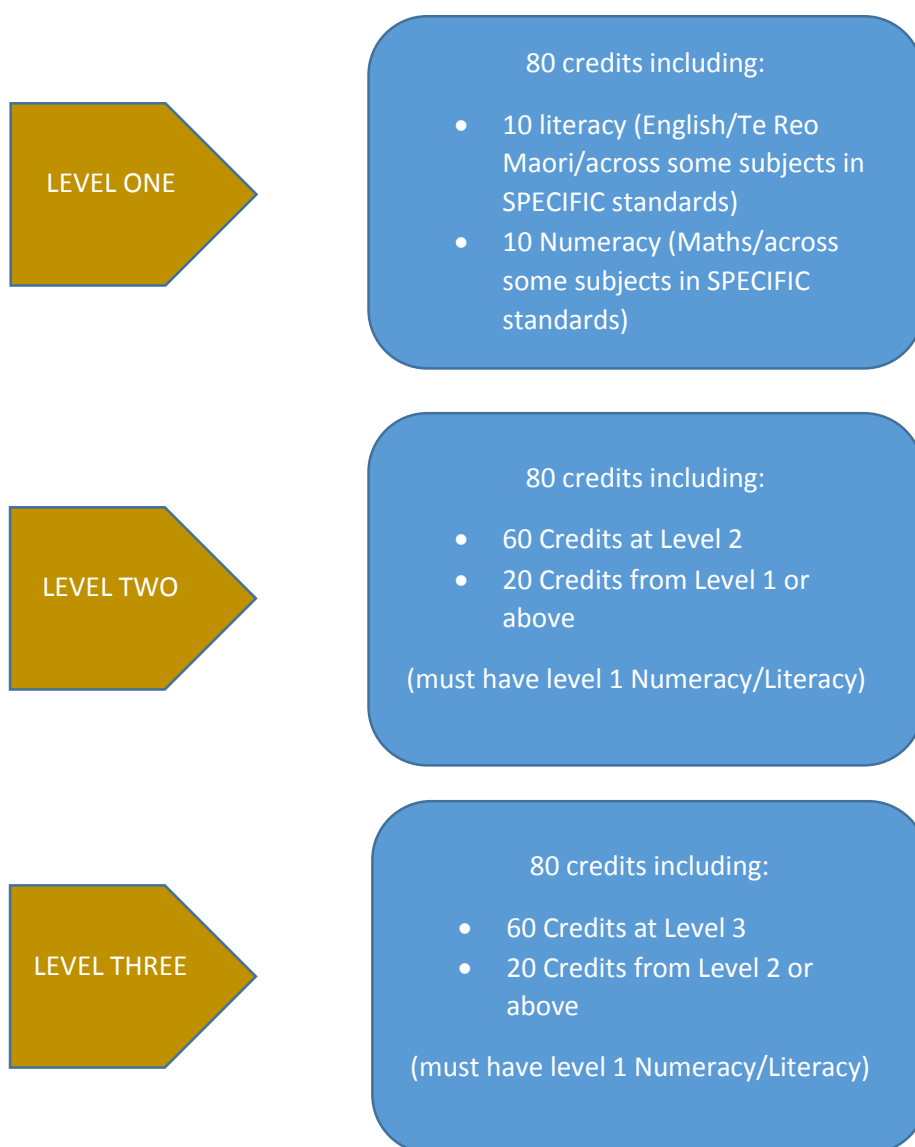 LEVEL ONE
80 credits including:
• 10 literacy (English/Te Reo
Maori/across some subjects in
SPECIFIC standards)
• 10 Numeracy (Maths/across
some subjects in SPECIFIC
standards)
LEVEL TWO
80 credits including:
• 60 Credits at Level 2
• 20 Credits from Level 1 or
above
(must have level 1 Numeracy/Literacy)
LEVEL THREE
80 credits including:
• 60 Credits at Level 3
• 20 Credits from Level 2 or
above
(must have level 1 Numeracy/Literacy)